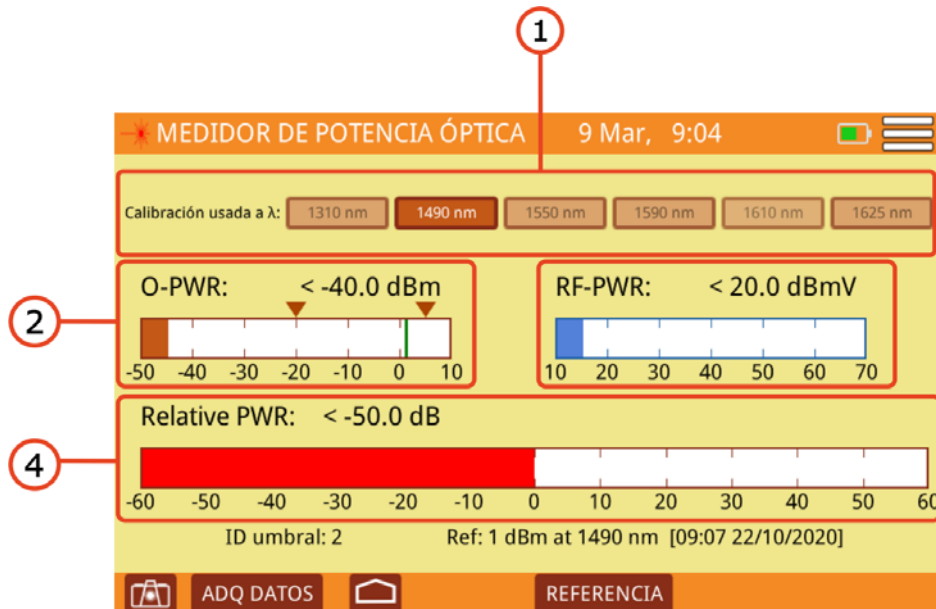 1
MEDIDOR DE POTENCIA ÓPTICA 9 Mar, 9:04
Calibración usada a λ: 1310 nm 1490 nm 1550 nm 1590 nm 1610 nm 1625 nm
O-PWR: < -40.0 dBm
-50 -40 -30 -20 -10 0 10
RF-PWR: < 20.0 dBmV
10 20 30 40 50 60 70
2
Relative PWR: < -50.0 dB
4
-60 -50 -40 -30 -20 -10 0 10 20 30 40 50 60
ID umbral: 2 Ref: 1 dBm at 1490 nm [09:07 22/10/2020]
ADQ DATOS REFERENCIA